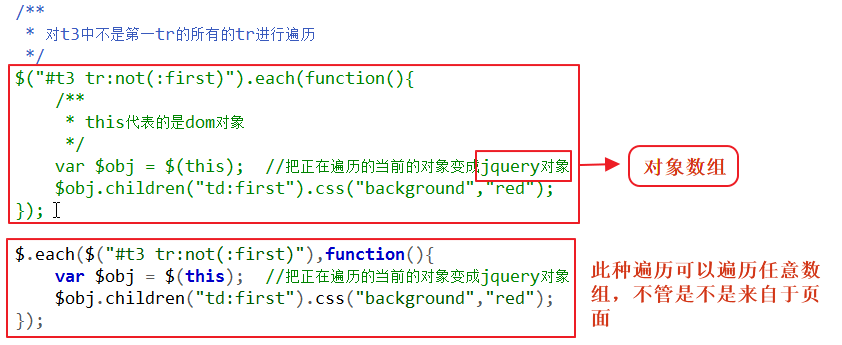 /**
 * 对t3中不是第一tr的所有的tr进行遍历
 */
$("#t3 tr:not(:first)").each(function(){
    /**
     * this代表的是dom对象
     */
    var $obj = $(this);  //把正在遍历的当前的对象变成jquery对象
    $obj.children("td:first").css("background","red");
});
对象数组
$.each($("#t3 tr:not(:first)"),function(){
    var $obj = $(this);  //把正在遍历的当前的对象变成jquery对象
    $obj.children("td:first").css("background","red");
});
此种遍历可以遍历任意数
组，不管是不是来自于页
面